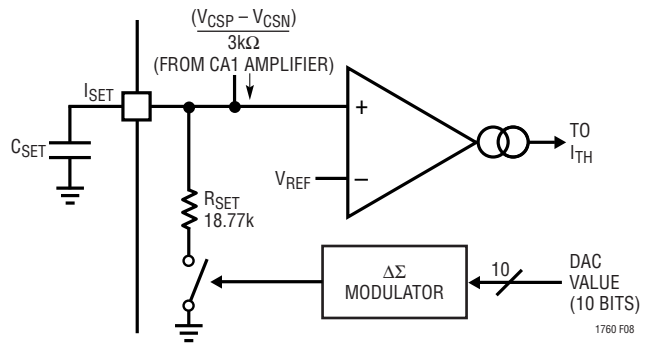 (VCSP – VCSN)
3kΩ
(FROM CA1 AMPLIFIER)
ISET
CSET
+
–
VREF
TO
ITH
RSET
18.77k
ΔΣ
MODULATOR
10
DAC
VALUE
(10 BITS)
1760 F08